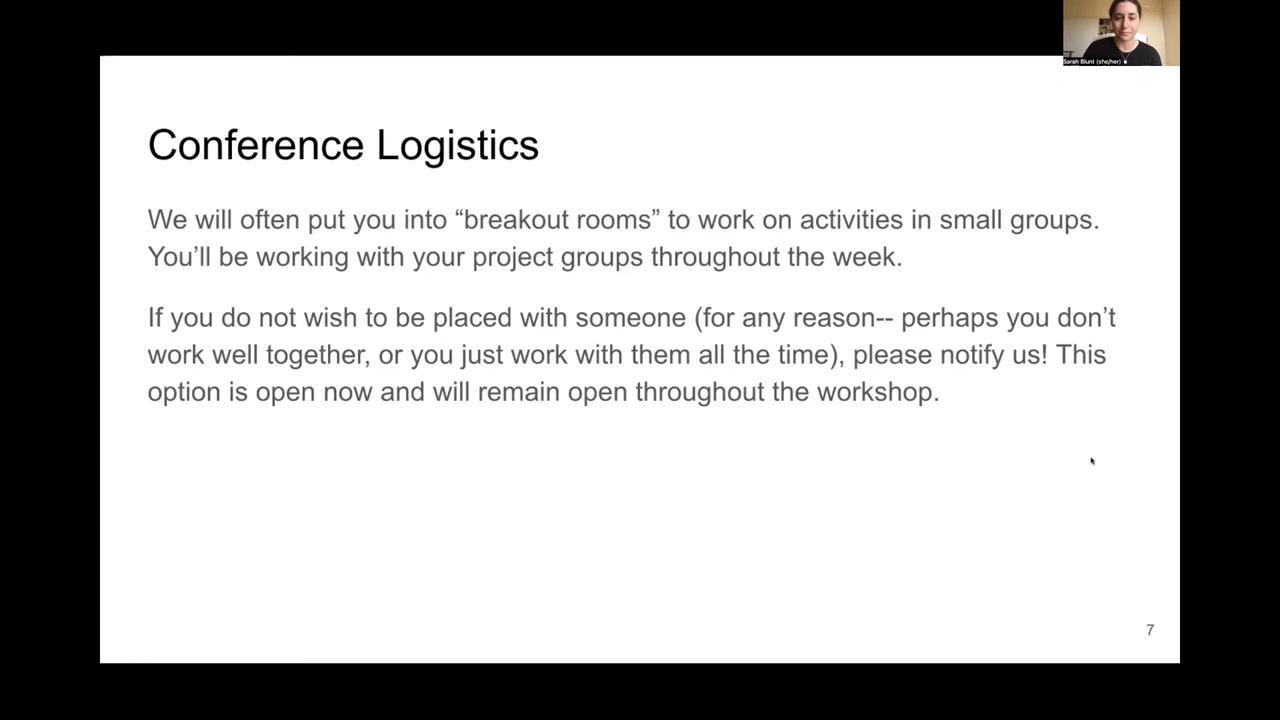 Sarah Blunt (she/her)
Conference Logistics
We will often put you into “breakout rooms” to work on activities in small groups.
You’ll be working with your project groups throughout the week.
If you do not wish to be placed with someone (for any reason-- perhaps you don’t
work well together, or you just work with them all the time), please notify us! This
option is open now and will remain open throughout the workshop.
7